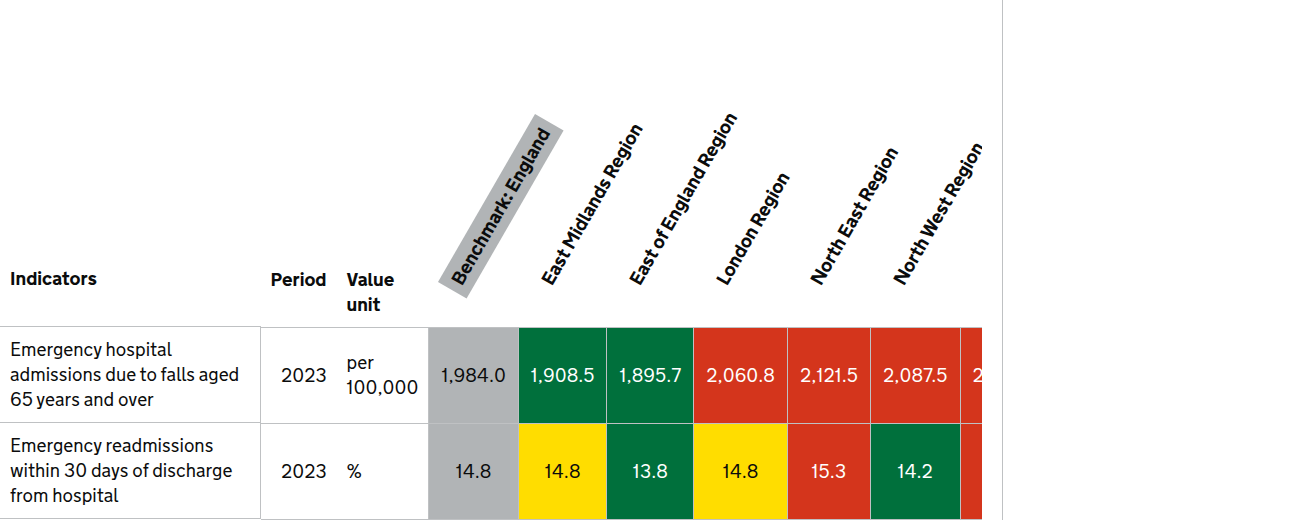 Benchmark: England
East Midlands Region
East of England Region
London Region
North East Region
North West Region
Indicators
Period
Value
unit
Emergency hospital
admissions due to falls aged
65 years and over
2023
per
100,000
1,984.0
1,908.5
1,895.7
2,060.8
2,121.5
2,087.5
2
Emergency readmissions
within 30 days of discharge
from hospital
2023
%
14.8
14.8
13.8
14.8
15.3
14.2